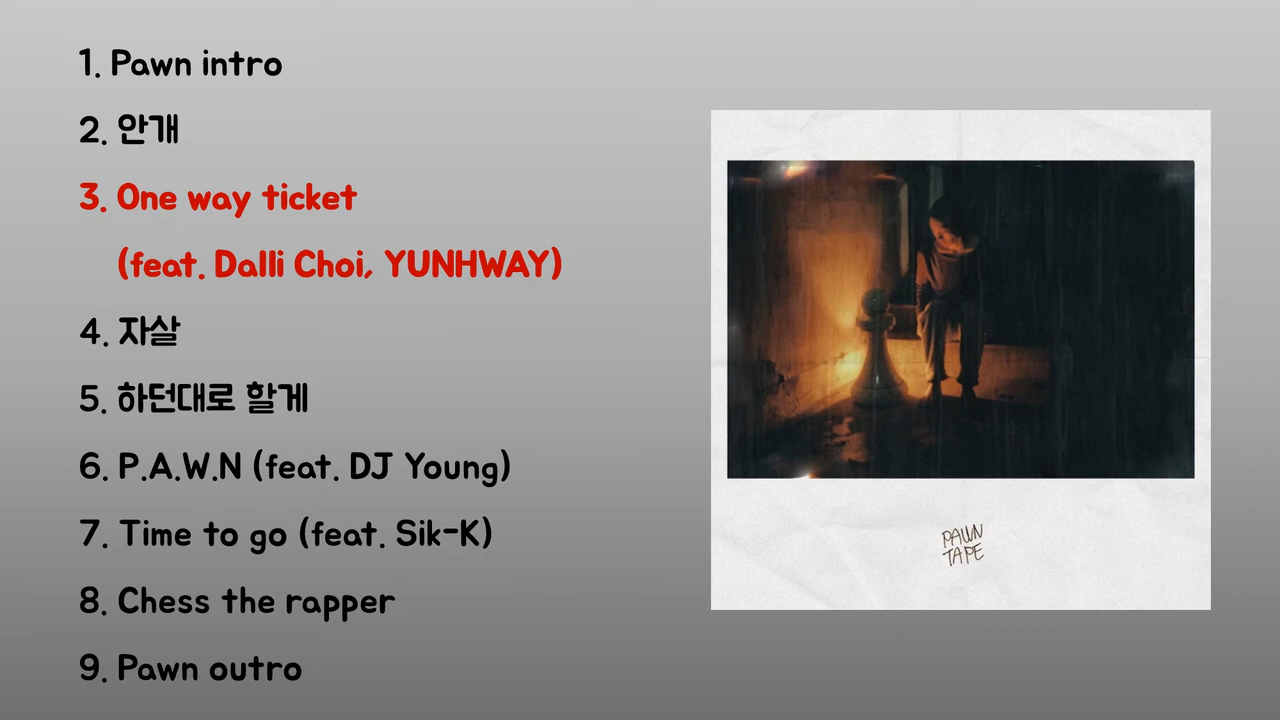 1. Pawn intro
2. 안개
3. One way ticket
(feat. Dalli Choi, YUNHWAY)
4. 자살
5. 하던대로 할게
6. P.A.W.N (feat. DJ Young)
7. Time to go (feat. Sik-K)
8. Chess the rapper
9. Pawn outro
PAWN
TAPE